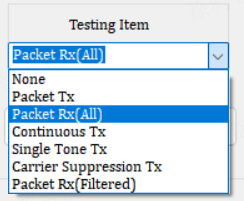 Testing Item
Packet Rx(All)
None
Packet Tx
Packet Rx(All)
Continuous Tx
Single Tone Tx
Carrier Suppression Tx
Packet Rx(Filtered)